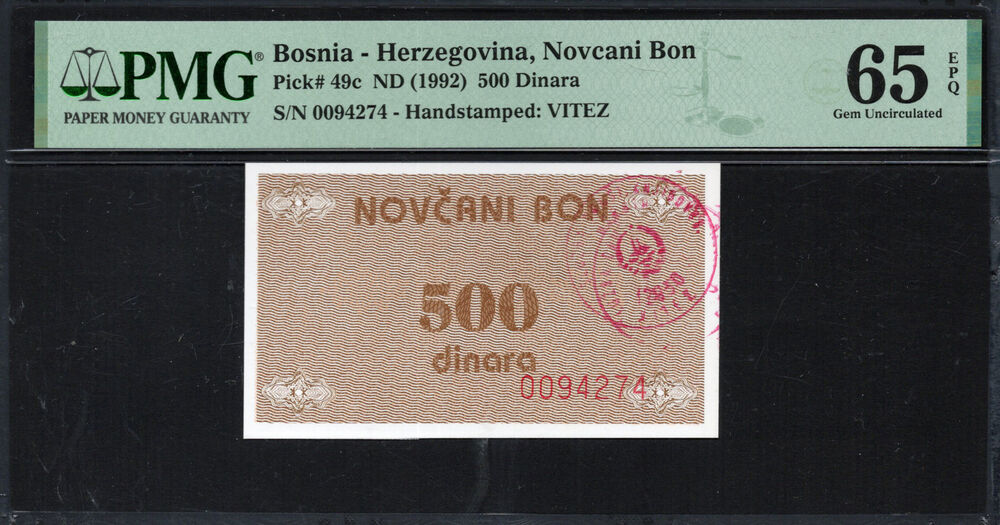 PMG®
PAPER MONEY GUARANTY
Bosnia - Herzegovina, Novcani Bon
Pick# 49c ND (1992) 500 Dinara
S/N 0094274 - Handstamped: VITEZ
65
EPQ
Gem Uncirculated
NOVČANI BON
500
dinara
0094274